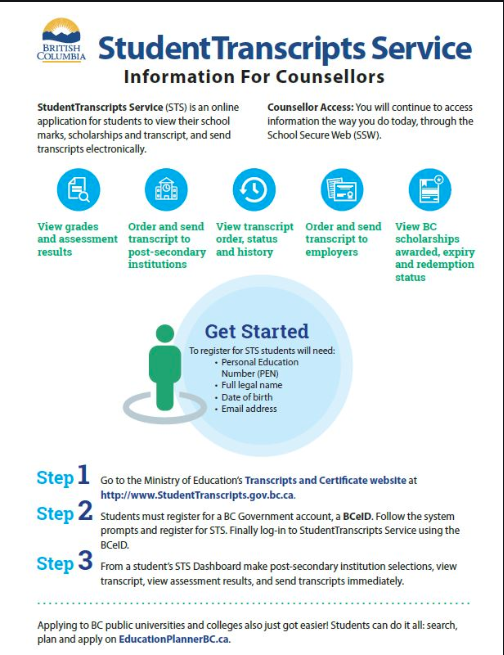 BRITISH
COLUMBIA
StudentTranscripts Service
Information For Counsellors
StudentTranscripts Service (STS) is an online
application for students to view their school
marks, scholarships and transcript, and send
transcripts electronically.
Counsellor Access: You will continue to access
information the way you do today, through the
School Secure Web (SSW).
View grades
and assessment
results
Order and send
transcript to
post-secondary
institutions
View transcript
order, status
and history
Order and send
transcript to
employers
View BC
scholarships
awarded, expiry
and redemption
status
Get Started
To register for STS students will need:
• Personal Education
Number (PEN)
• Full legal name
• Date of birth
• Email address
Step 1 Go to the Ministry of Education's Transcripts and Certificate website at
http://www.StudentTranscripts.gov.bc.ca.
Step 2 Students must register for a BC Government account, a BCeID. Follow the system
prompts and register for STS. Finally log-in to StudentTranscripts Service using the
BCeID.
Step 3 From a student's STS Dashboard make post-secondary institution selections, view
transcript, view assessment results, and send transcripts immediately.
Applying to BC public universities and colleges also just got easier! Students can do it all: search,
plan and apply on EducationPlannerBC.ca.